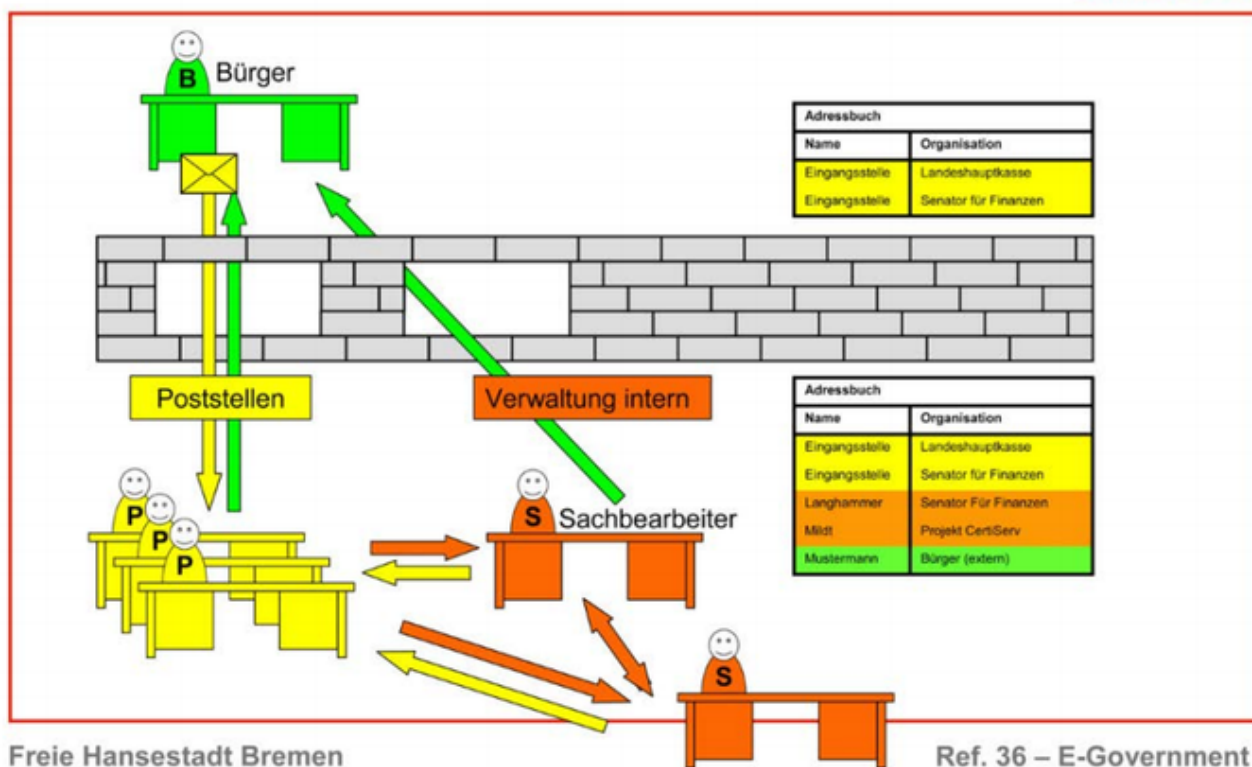 B
Bürger
Adressbuch
Name Organisation
Eingangsstelle Landeshauptkasse
Eingangsstelle Senator für Finanzen
Poststellen
Verwaltung intern
Adressbuch
Name Organisation
Eingangsstelle Landeshauptkasse
Eingangsstelle Senator für Finanzen
Langhammer Senator Für Finanzen
Mildt Projekt CertiServ
Mustermann Bürger (extern)
P
P
P
S
Sachbearbeiter
S
Freie Hansestadt Bremen
Ref. 36 – E-Government